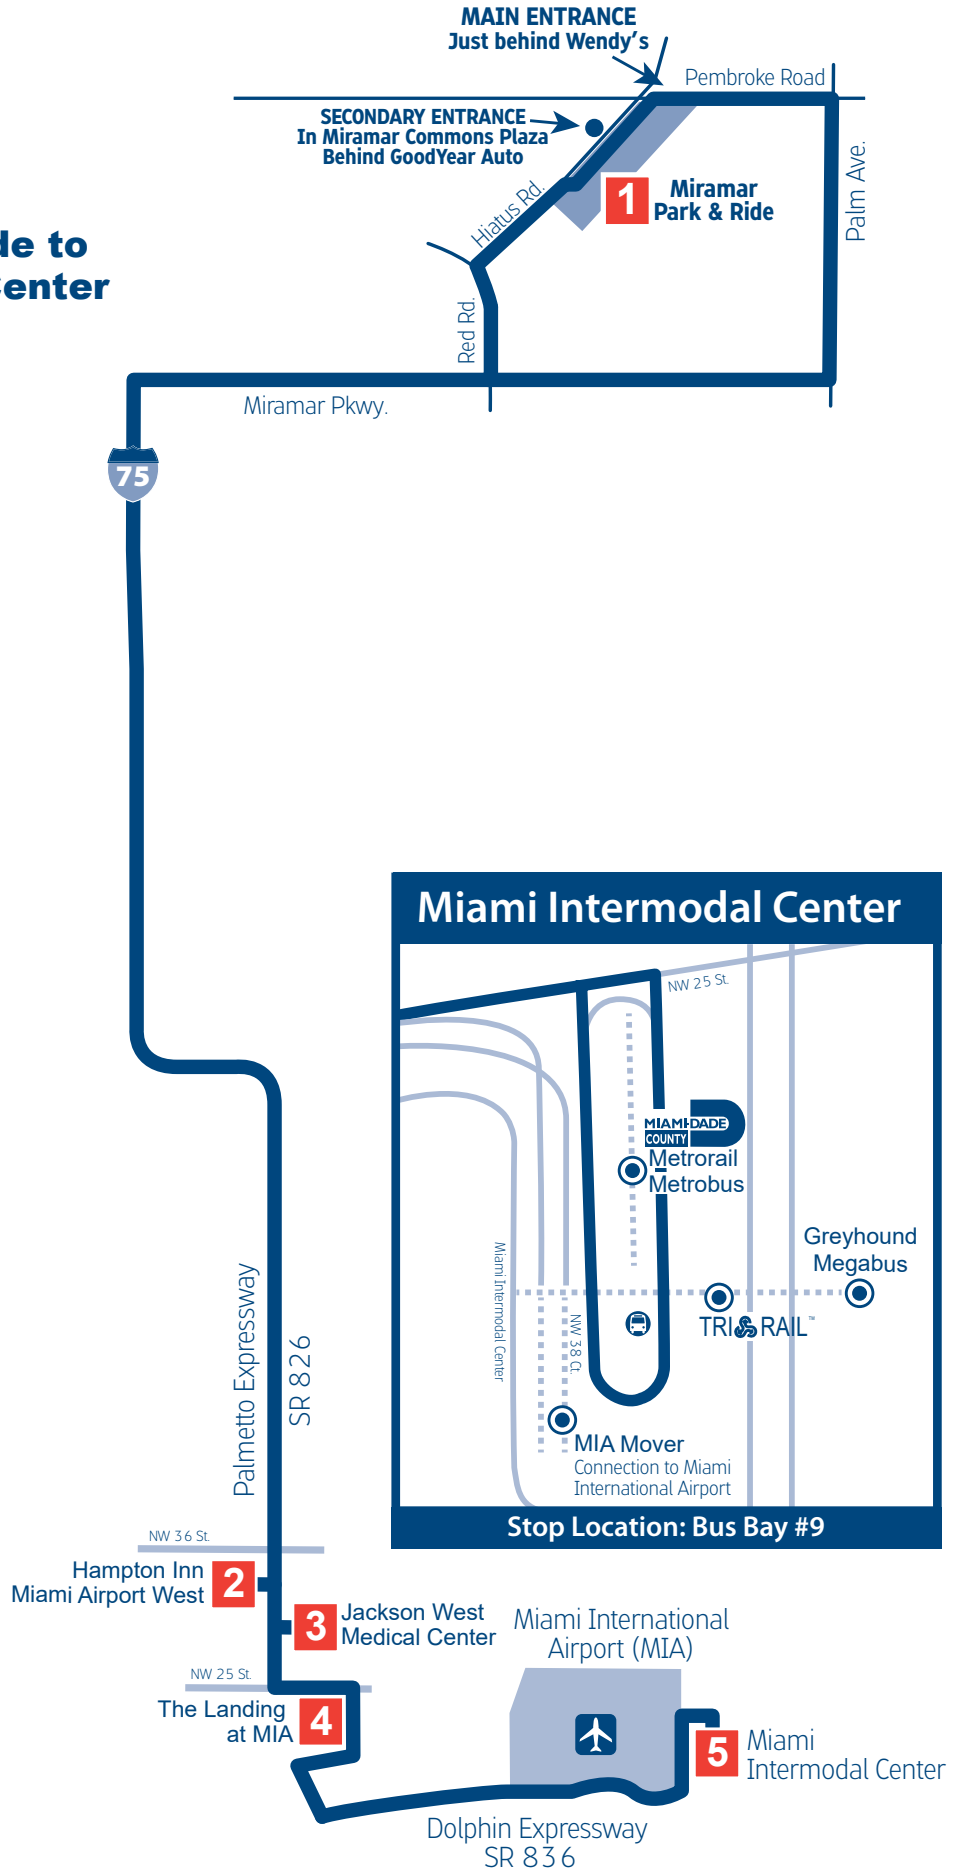 MAIN ENTRANCE
Just behind Wendy's
Pembroke Road
SECONDARY ENTRANCE
In Miramar Commons Plaza
Behind GoodYear Auto
Palm Ave.
1
Miramar
Park & Ride
Hiatus Rd.
de to
Center
Red Rd.
Miramar Pkwy.
75
Miami Intermodal Center
NW 25 St.
MIAMI-DADE
COUNTY
Metrorail
Metrobus
Greyhound
Megabus
Miami Intermodal Center
NW 38 Ct.
TRI RAIL™
MIA Mover
Connection to Miami
International Airport
Stop Location: Bus Bay #9
Palmetto Expressway
SR 826
NW 36 St.
Hampton Inn
Miami Airport West
2
3
Jackson West
Medical Center
Miami International
Airport (MIA)
NW 25 St.
The Landing
at MIA
4
5
Miami
Intermodal Center
Dolphin Expressway
SR 836